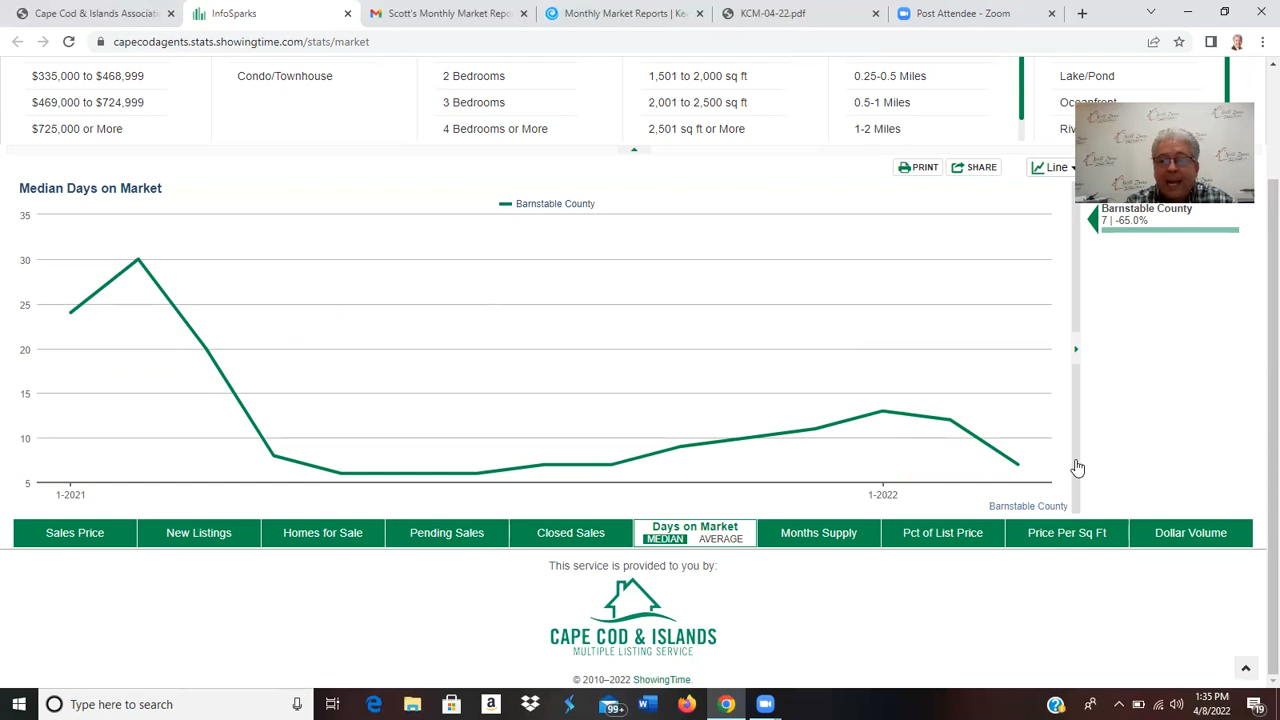 Cape Cod & Islands Associati
InfoSparks
Scott's Monthly Market Repo
Monthly Market Reports | Kee
KCM-04-22.pdf
Post Attendee - Zoom
capecodagents.stats.showingtime.com/stats/market
$335,000 to $468,999
Condo/Townhouse
2 Bedrooms
1,501 to 2,000 sq ft
0.25-0.5 Miles
Lake/Pond
$469,000 to $724,999
3 Bedrooms
2,001 to 2,500 sq ft
0.5-1 Miles
$725,000 or More
4 Bedrooms or More
2,501 sq ft or More
1-2 Miles
PRINT
SHARE
Line
Median Days on Market
Barnstable County
Barnstable County
7 | -65.0%
35
30
25
20
15
10
5
1-2021
1-2022
Barnstable County
Sales Price
New Listings
Homes for Sale
Pending Sales
Closed Sales
Days on Market
MEDIAN AVERAGE
Months Supply
Pct of List Price
Price Per Sq Ft
Dollar Volume
This service is provided to you by:
CAPE COD & ISLANDS
MULTIPLE LISTING SERVICE
© 2010–2022 ShowingTime.
Type here to search
99+
1:35 PM
4/8/2022
19